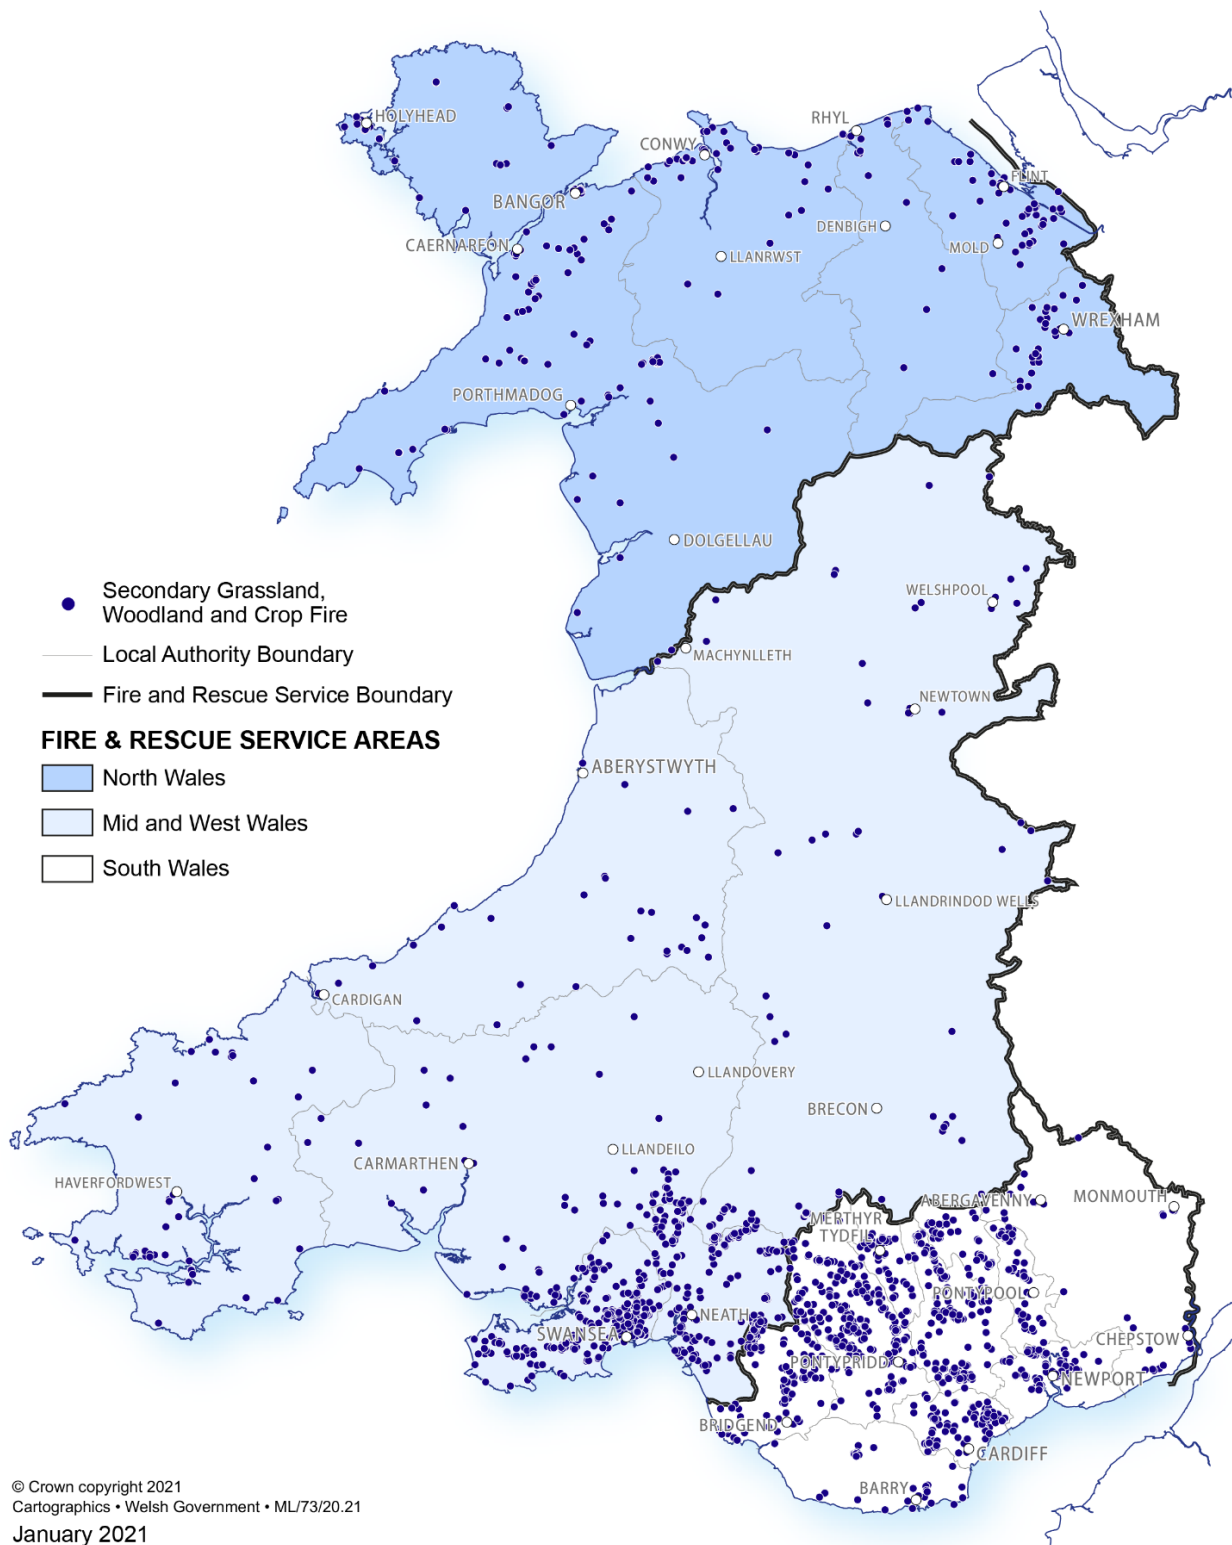 HOLYHEAD
RHYL
CONWY
FLINT
BANGOR
DENBIGH
CAERNARFON
MOLD
LLANRWST
WREXHAM
PORTHMADOG
DOLGELLAU
Secondary Grassland,
Woodland and Crop Fire
WELSHPOOL
Local Authority Boundary
MACHYNLLETH
Fire and Rescue Service Boundary
NEWTOWN
FIRE & RESCUE SERVICE AREAS
ABERYSTWYTH
North Wales
Mid and West Wales
South Wales
LLANDRINDOD WELLS
CARDIGAN
LLANDOVERY
BRECON
LLANDEILO
CARMARTHEN
HAVERFORDWEST
ABERGAVENNY
MONMOUTH
MERTHYR
TYDFIL
PONTYPOOL
NEATH
SWANSEA
CHEPSTOW
PONTYPRIDD
NEWPORT
BRIDGEND
CARDIFF
BARRY
© Crown copyright 2021
Cartographics • Welsh Government • ML/73/20.21
January 2021